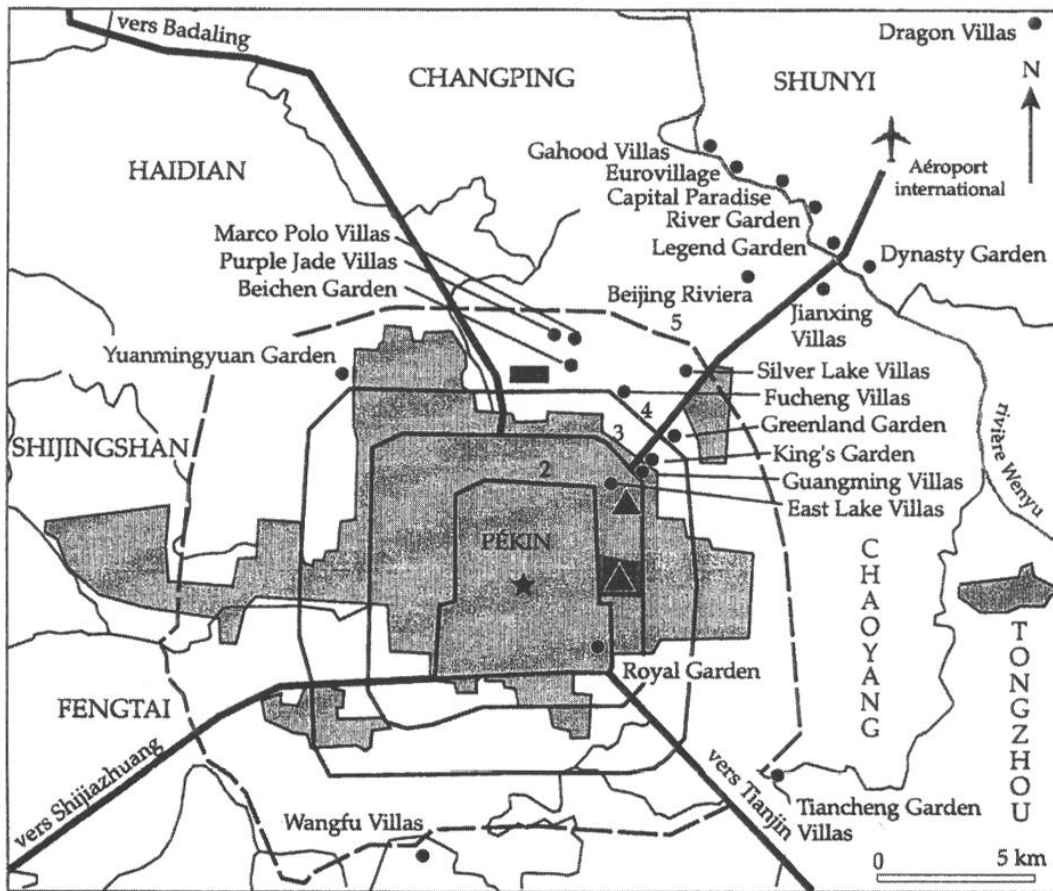 vers Badaling
CHANGPING
SHUNYI
Dragon Villas
N
HAIDIAN
Gahood Villas
Eurovillage
Capital Paradise
River Garden
Legend Garden
Aéroport
international
Marco Polo Villas
Purple Jade Villas
Beichen Garden
Dynasty Garden
Beijing Riviera
5
Jianxing
Villas
Yuanmingyuan Garden
Silver Lake Villas
Fucheng Villas
4
Greenland Garden
3
King's Garden
2
Guangming Villas
East Lake Villas
rivière Wenyu
SHIJINGSHAN
PÉKIN
CHAOYANG
TONGZHOU
Royal Garden
FENGTAI
vers Shijiazhuang
vers Tianjin
Wangfu Villas
Tiancheng Garden
Villas
0 5 km